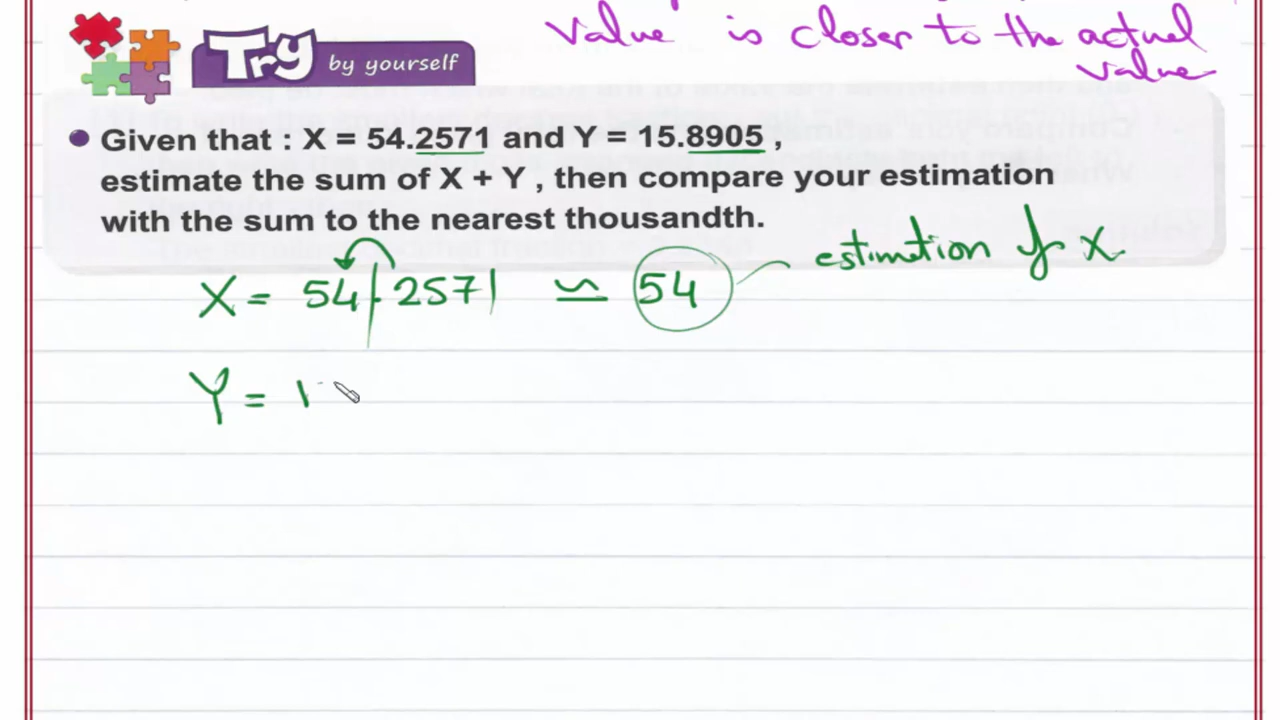 value is closer to the actual
value
Try by yourself
• Given that : X = 54.2571 and Y = 15.8905 ,
estimate the sum of X + Y , then compare your estimation
with the sum to the nearest thousandth.
X = 54.2571 ≃ 54 estimation of X
Y = 1